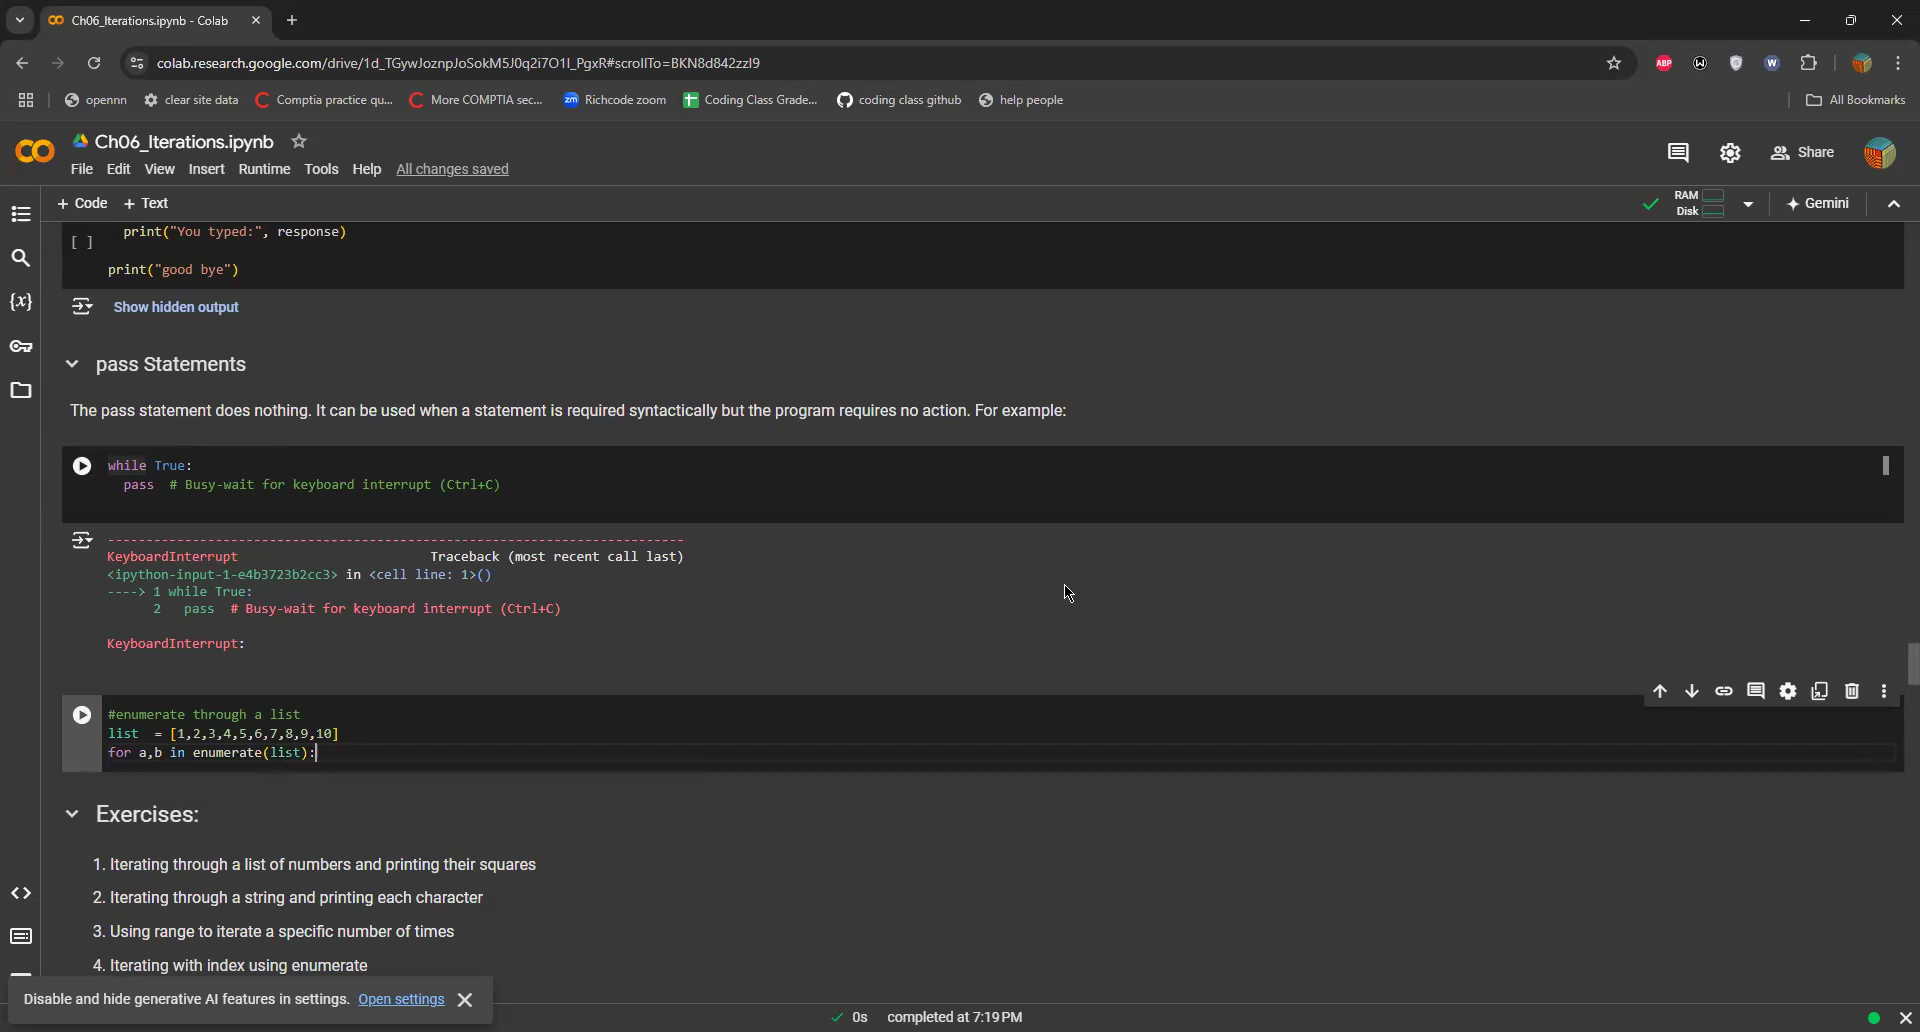 Ch06_Iterations.ipynb - Colab
colab.research.google.com/drive/1d_TGywJoznpJoSokM5J0q2i7O1I_PgxR#scrollTo=BKN8d842zzI9
ABP
opennn
clear site data
Comptia practice qu...
More COMPTIA sec...
zm Richcode zoom
Coding Class Grade...
coding class github
help people
All Bookmarks
Ch06_Iterations.ipynb
File Edit View Insert Runtime Tools Help All changes saved
Share
+ Code + Text
RAM
Disk
Gemini
[ ]
print("You typed:", response)
print("good bye")
Show hidden output
pass Statements
The pass statement does nothing. It can be used when a statement is required syntactically but the program requires no action. For example:
while True:
pass # Busy-wait for keyboard interrupt (Ctrl+C)
---------------------------------------------------------------------------
KeyboardInterrupt Traceback (most recent call last)
<ipython-input-1-e4b3723b2cc3> in <cell line: 1>()
----> 1 while True:
2 pass # Busy-wait for keyboard interrupt (Ctrl+C)
KeyboardInterrupt:
#enumerate through a list
list = [1,2,3,4,5,6,7,8,9,10]
for a,b in enumerate(list):
Exercises:
1. Iterating through a list of numbers and printing their squares
2. Iterating through a string and printing each character
3. Using range to iterate a specific number of times
4. Iterating with index using enumerate
Disable and hide generative AI features in settings. Open settings
0s completed at 7:19 PM